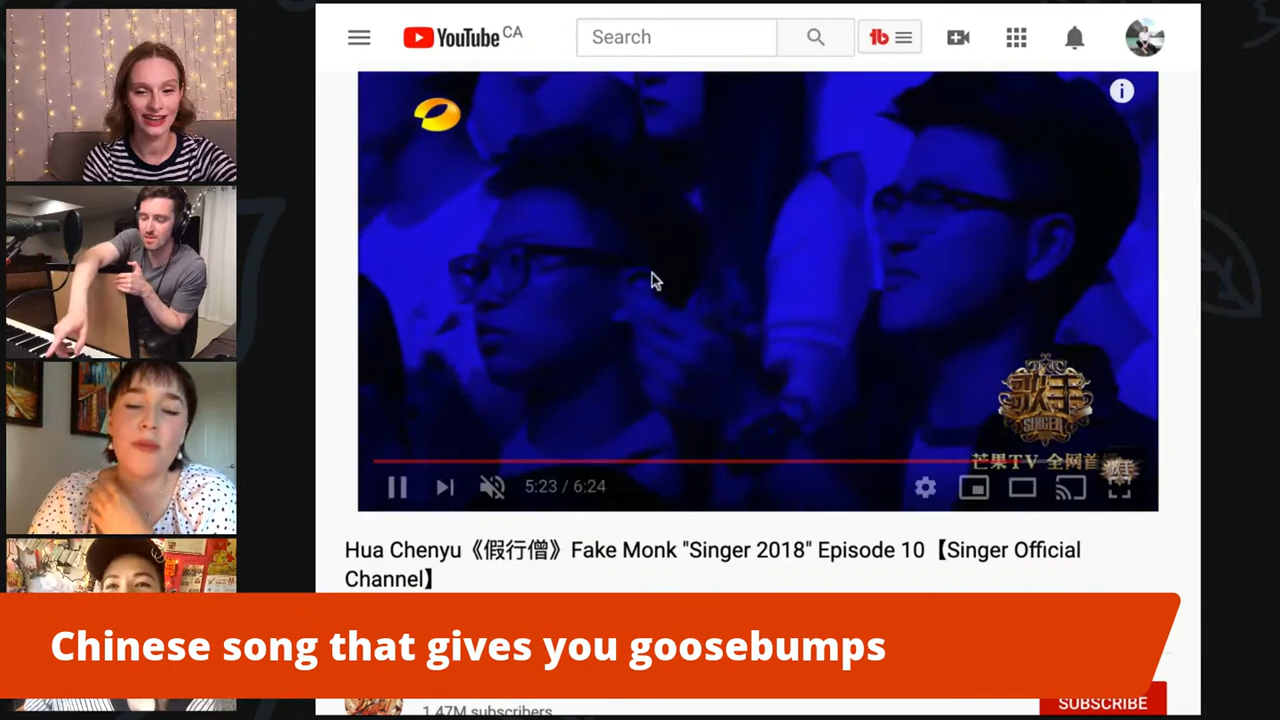 YouTube CA
Search
歌手
SINGER
芒果TV 全网首
歌手
5:23 / 6:24
Hua Chenyu《假行僧》Fake Monk "Singer 2018" Episode 10【Singer Official
Channel】
Chinese song that gives you goosebumps
1.47M subscribers
SUBSCRIBE